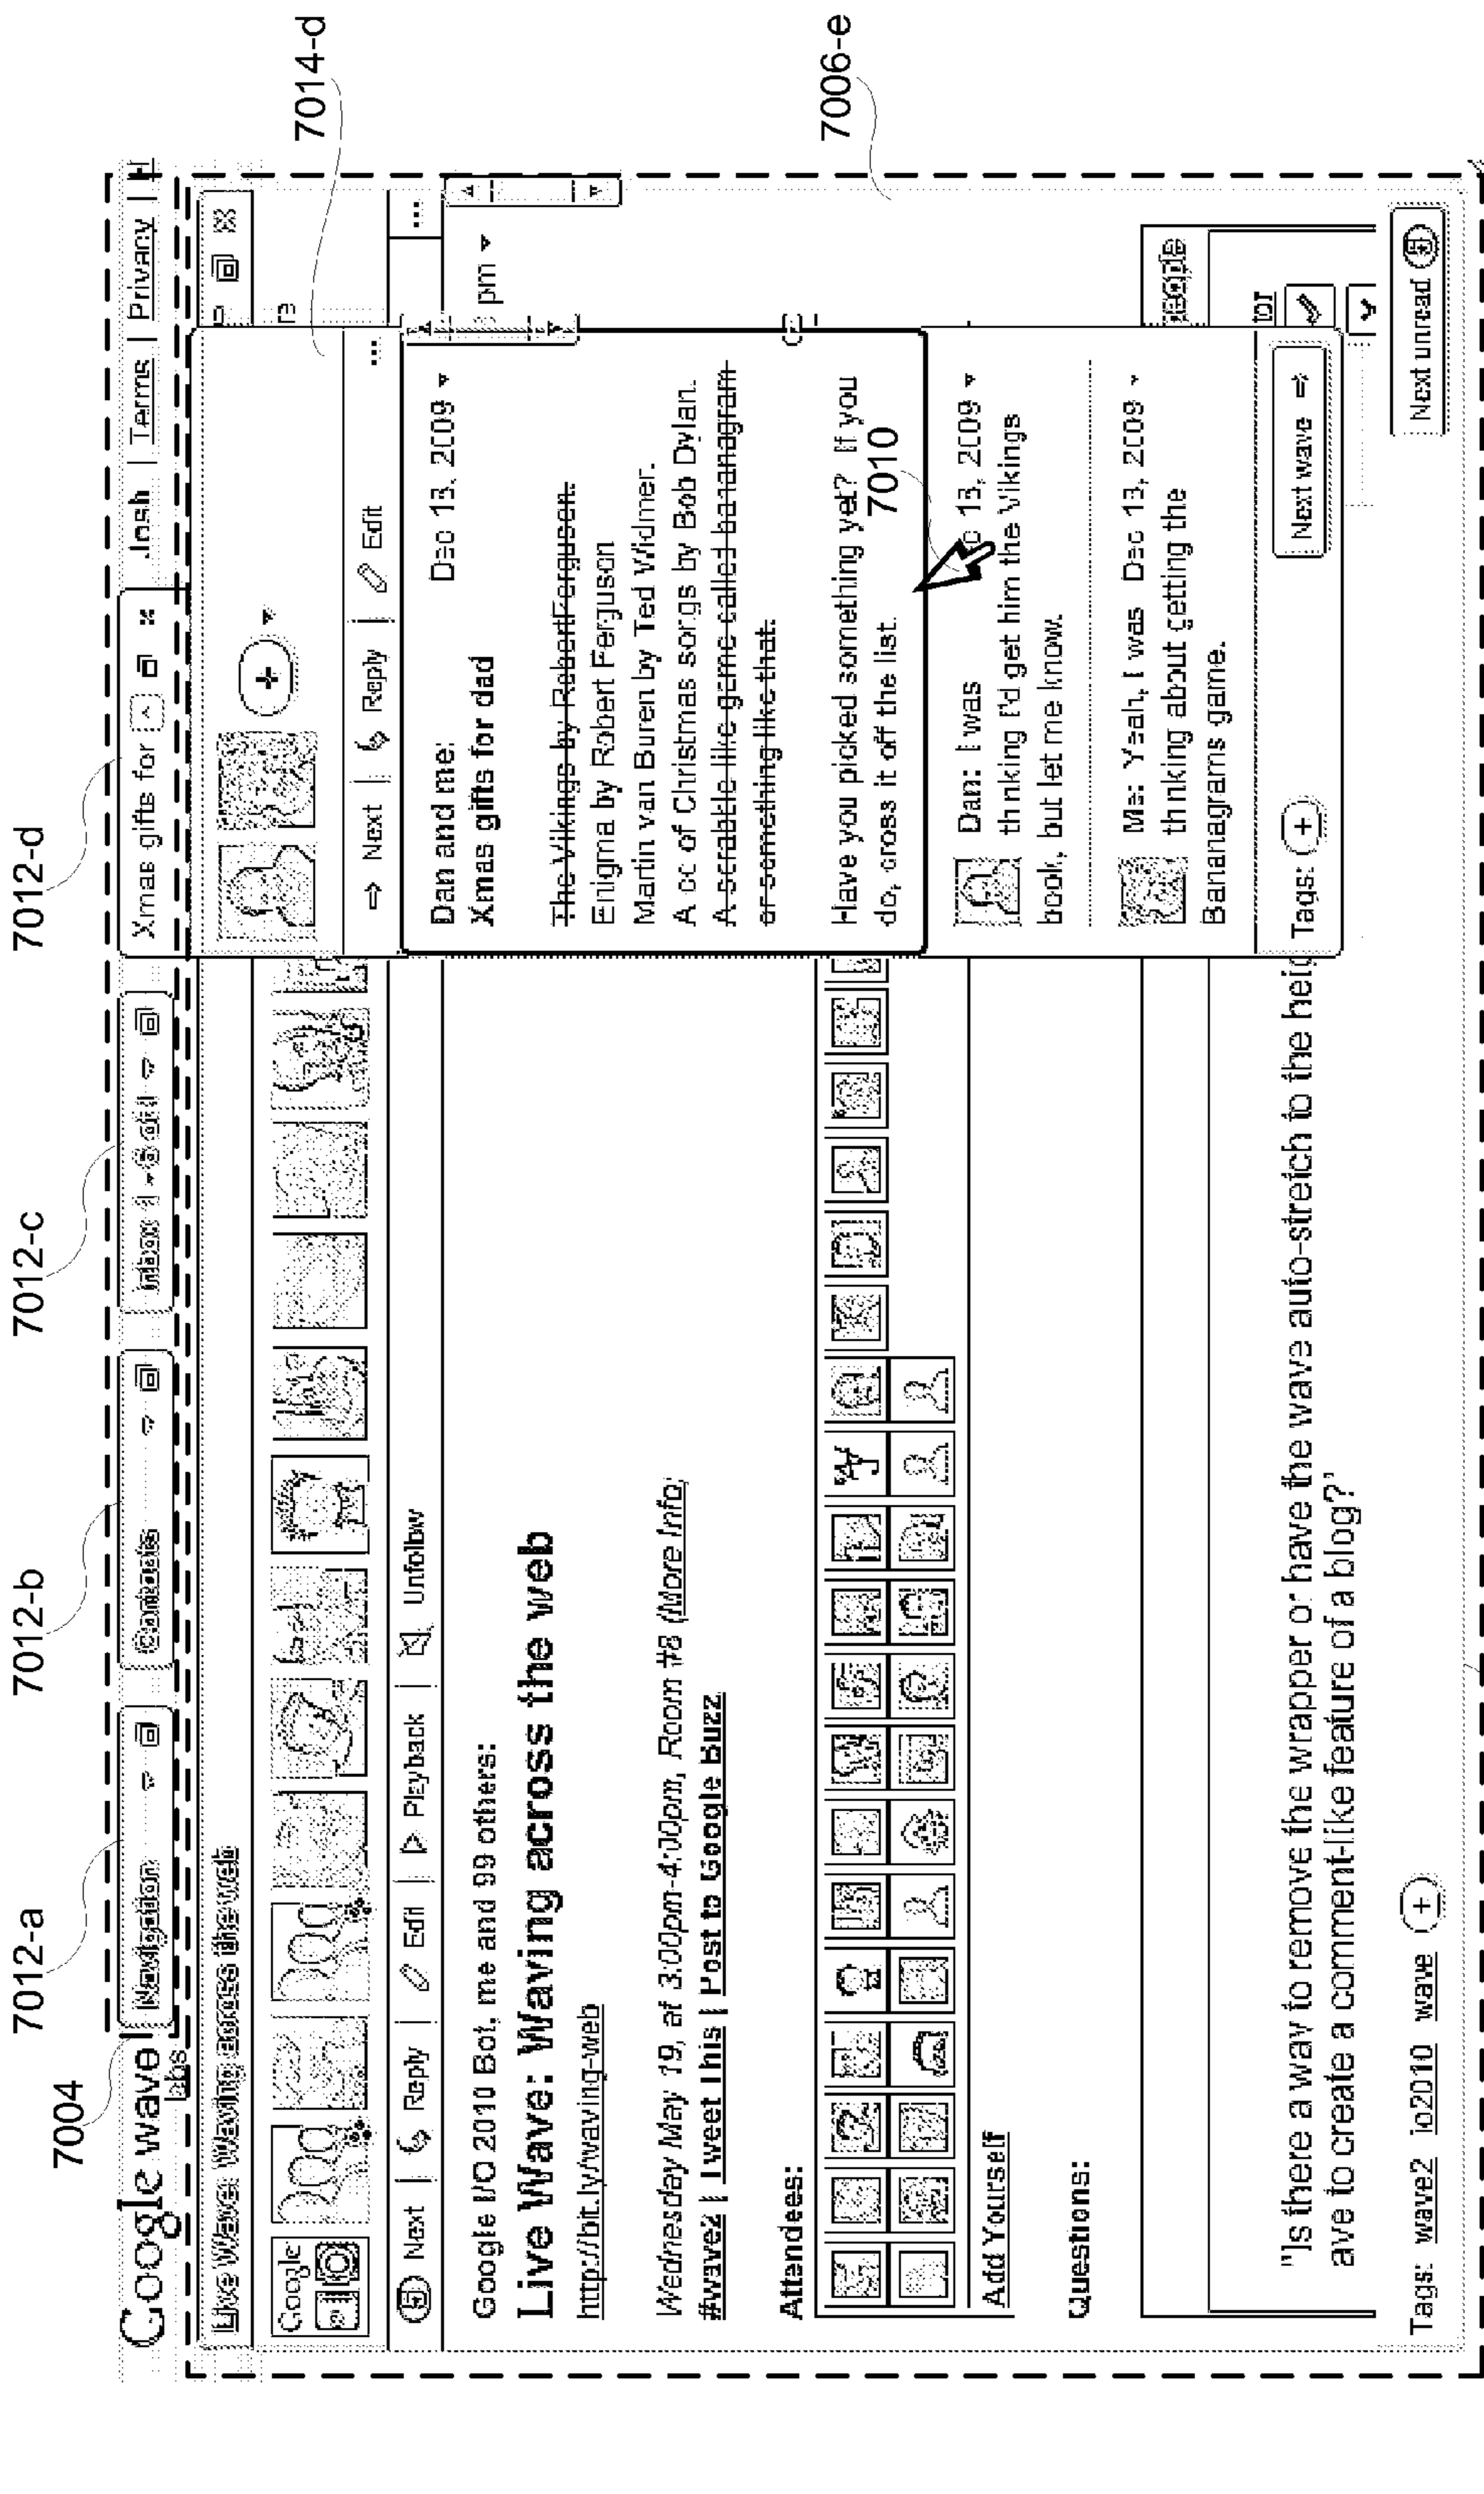 7004
7012-a
7012-b
7012-c
7012-d
Google wave
labs
Navigation
Contacts
Xmas gifts for
Josh | Terms | Privacy |
Live Wave: Waving across the web
7014-d
Google
Next | Reply | Edit | Playback | Unfollow
Google I/O 2010 Bot, me and 99 others:
pm
Live Wave: Waving across the web
http://bit.ly/waving-web
Wednesday May 19, at 3:00pm-4:00pm, Room #8 (More Info)
#wave2 | Tweet This | Post to Google Buzz
Attendees:
Add Yourself
Questions:
"Is there a way to remove the wrapper or have the wave auto-stretch to the heig
ave to create a comment-like feature of a blog?"
Tags: wave2 io2010 wave
Next unread
7006-e
Next | Reply | Edit
Dan and me: Dec 13, 2009
Xmas gifts for dad
The Vikings by Robert Ferguson.
Enigma by Robert Ferguson
Martin van Buren by Ted Widmer.
A cc of Christmas songs by Bob Dylan.
A scrabble like game called bananagram
or something like that.
Have you picked something yet? If you
do, cross it off the list.
7010
Dan: I was c 13, 2009
thinking I'd get him the Vikings
book, but let me know.
Me: Yeah, I was Dec 13, 2009
thinking about getting the
Bananagrams game.
Tags:
Next wave